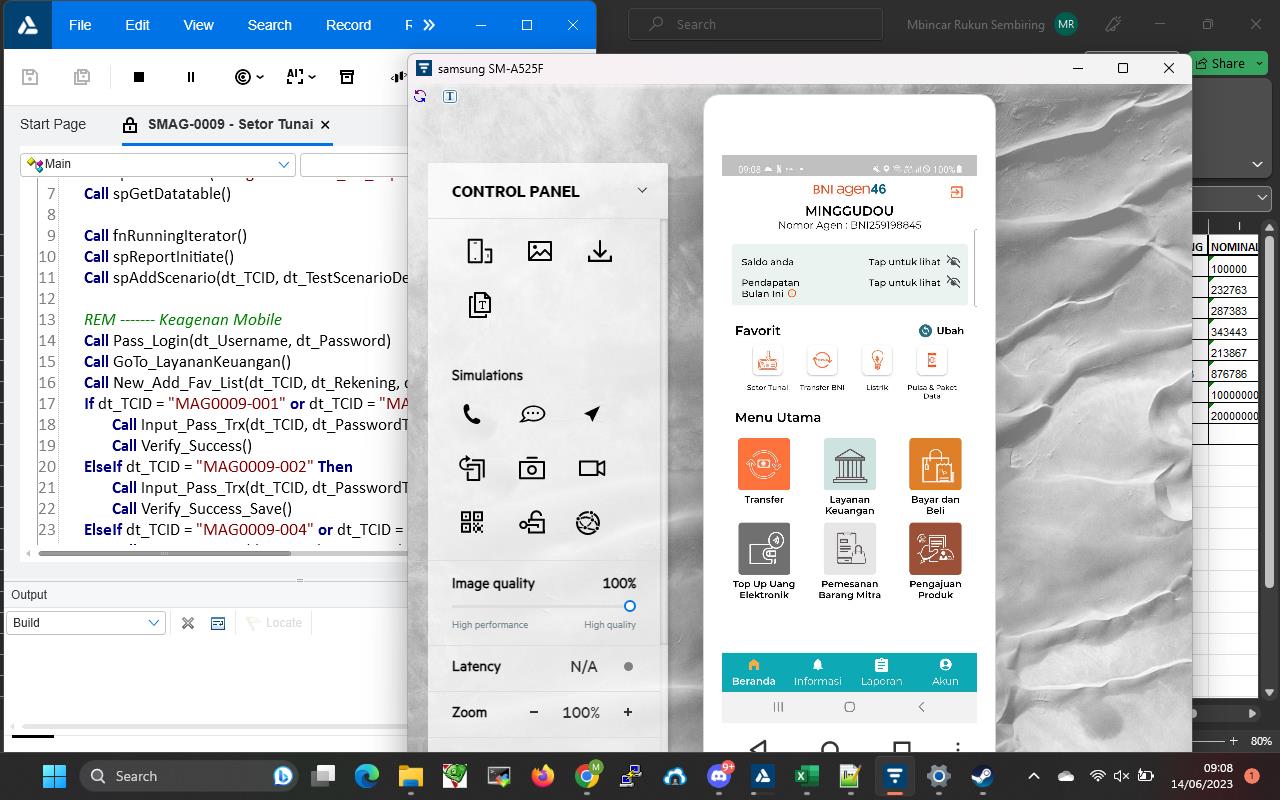 File Edit View Search Record
Search
Mbincar Rukun Sembiring MR
samsung SM-A525F
Share
Start Page
SMAG-0009 - Setor Tunai
Main
7 Call spGetDatatable()
8
9 Call fnRunningIterator()
10 Call spReportInitiate()
11 Call spAddScenario(dt_TCID, dt_TestScenarioDe
12
13 REM ------- Keagenan Mobile
14 Call Pass_Login(dt_Username, dt_Password)
15 Call GoTo_LayananKeuangan()
16 Call New_Add_Fav_List(dt_TCID, dt_Rekening,
17 If dt_TCID = "MAG0009-001" or dt_TCID = "MA
18 Call Input_Pass_Trx(dt_TCID, dt_PasswordT
19 Call Verify_Success()
20 ElseIf dt_TCID = "MAG0009-002" Then
21 Call Input_Pass_Trx(dt_TCID, dt_PasswordT
22 Call Verify_Success_Save()
23 ElseIf dt_TCID = "MAG0009-004" or dt_TCID =
Output
Build
Locate
CONTROL PANEL
Simulations
Image quality 100%
High performance High quality
Latency N/A
Zoom - 100% +
09:08 100%
BNI agen46
MINGGUDOU
Nomor Agen : BNI259198845
Saldo anda Tap untuk lihat
Pendapatan Tap untuk lihat
Bulan Ini
Favorit Ubah
Setor Tunai Transfer BNI Listrik Pulsa & Paket
Data
Menu Utama
Transfer Layanan Bayar dan
Keuangan Beli
Top Up Uang Pemesanan Pengajuan
Elektronik Barang Mitra Produk
Beranda Informasi Laporan Akun
I
NG NOMINAL
100000
232763
287383
343443
213867
876786
10000000
20000000
+ 80%
Search
9+
09:08
14/06/2023
1